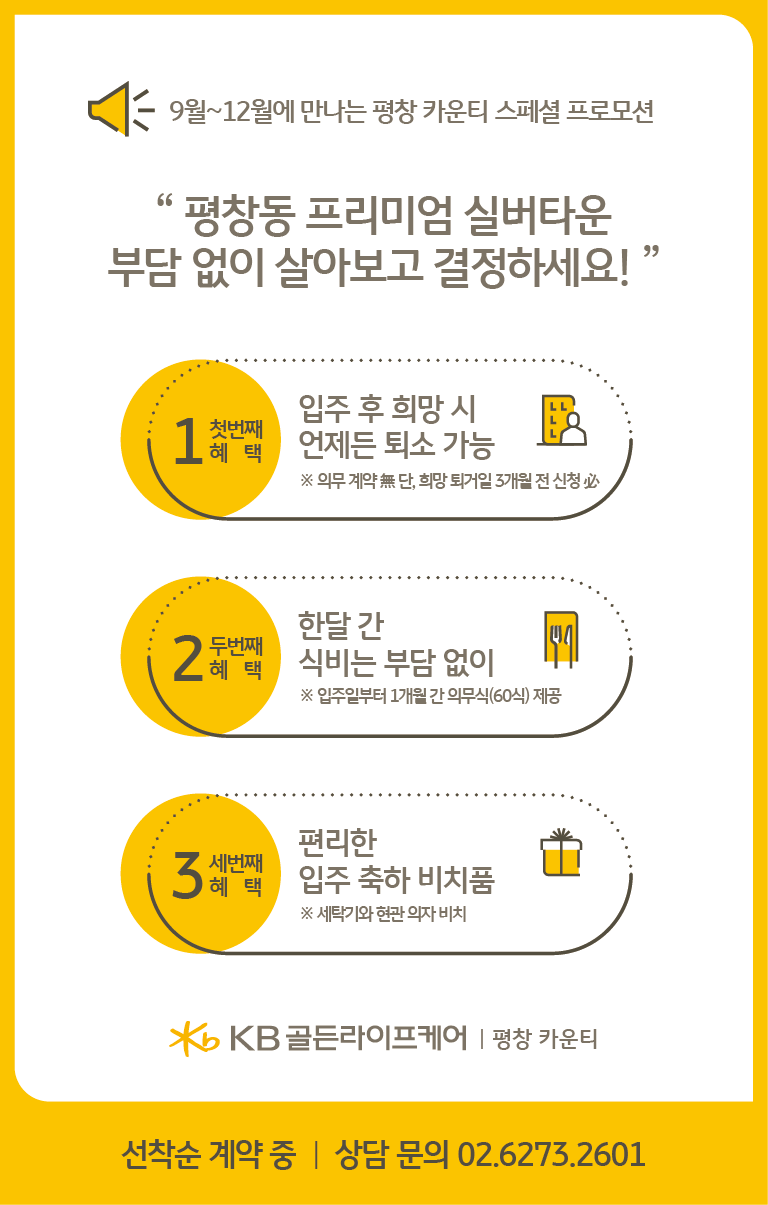 9월~12월에 만나는 평창 카운티 스페셜 프로모션
“ 평창동 프리미엄 실버타운
부담 없이 살아보고 결정하세요! ”
1 첫번째
혜 택
입주 후 희망 시
언제든 퇴소 가능
※ 의무 계약 無 단, 희망 퇴거일 3개월 전 신청 必
2 두번째
혜 택
한달 간
식비는 부담 없이
※ 입주일부터 1개월 간 의무식(60식) 제공
3 세번째
혜 택
편리한
입주 축하 비치품
※ 세탁기와 현관 의자 비치
KB 골든라이프케어 | 평창 카운티
선착순 계약 중 | 상담 문의 02.6273.2601